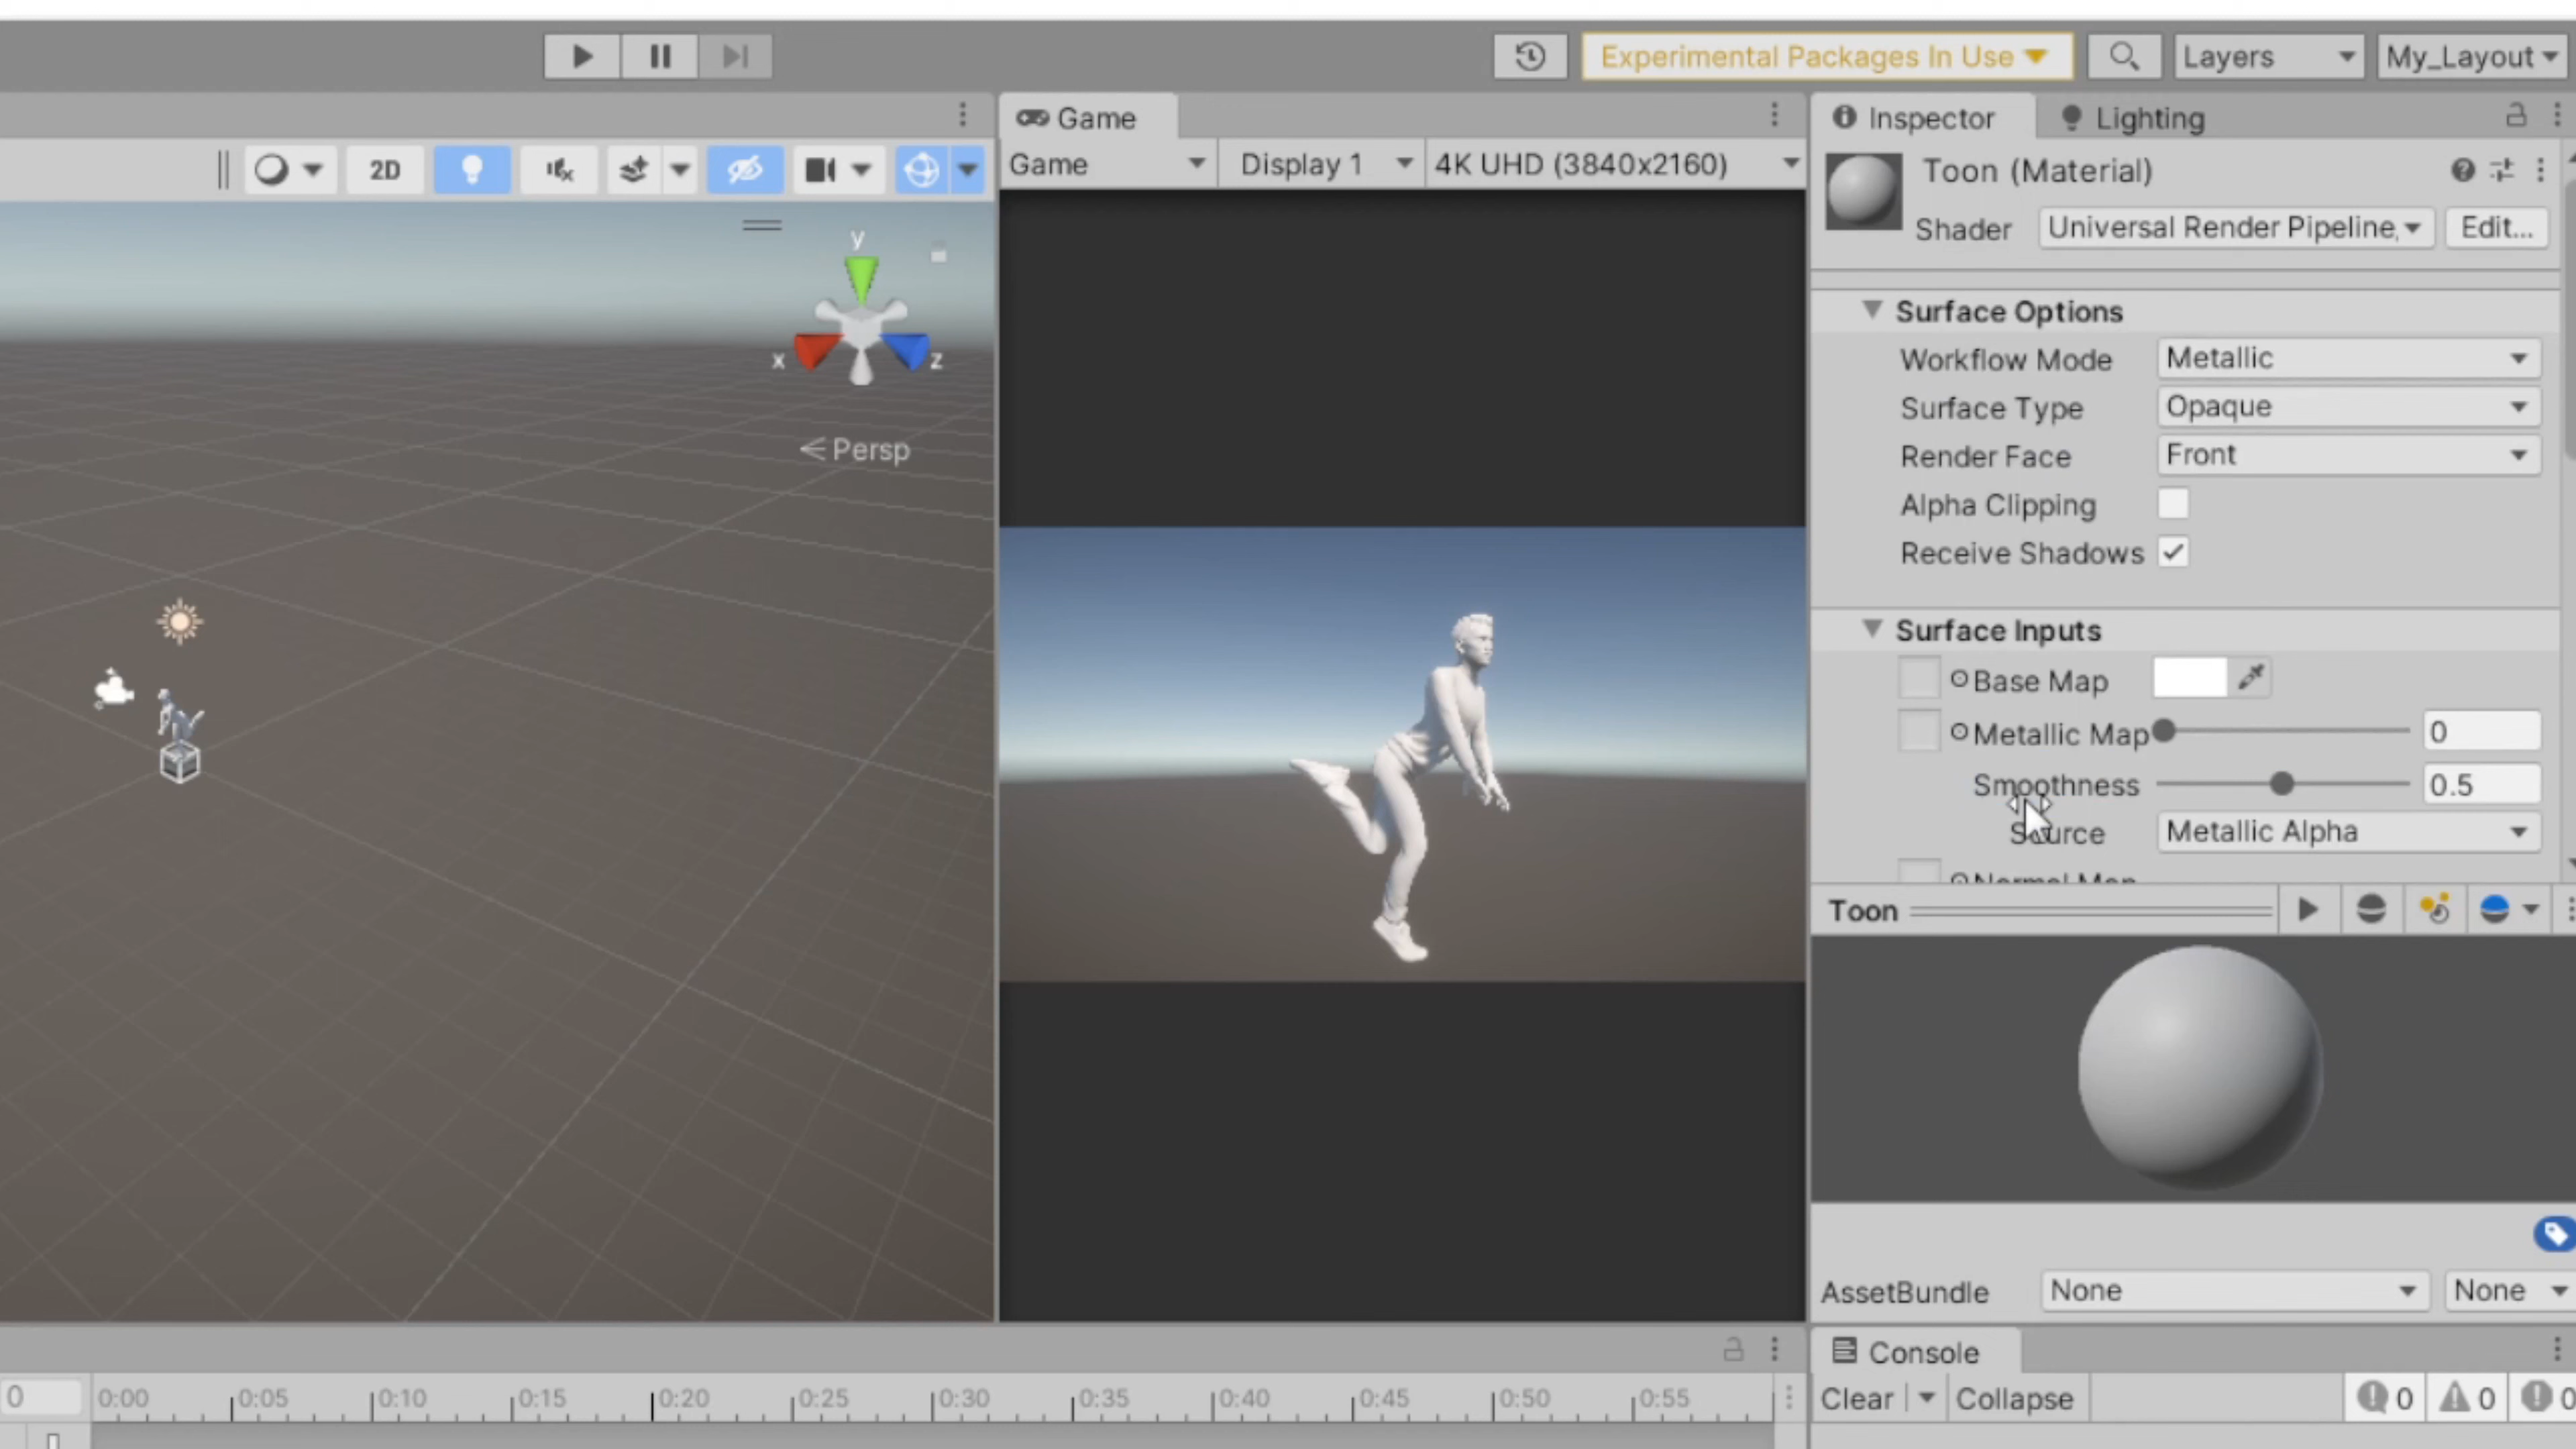 Experimental Packages In Use
Layers
My_Layout
Game
Inspector
Lighting
2D
Game
Display 1
4K UHD (3840x2160)
Toon (Material)
Shader
Universal Render Pipeline,
Edit...
y
x
z
Persp
Surface Options
Workflow Mode
Metallic
Surface Type
Opaque
Render Face
Front
Alpha Clipping
Receive Shadows
Surface Inputs
Base Map
Metallic Map
0
Smoothness
0.5
Source
Metallic Alpha
Normal Map
Toon
AssetBundle
None
None
Console
Clear
Collapse
0
0
0
0
0:00
0:05
0:10
0:15
0:20
0:25
0:30
0:35
0:40
0:45
0:50
0:55